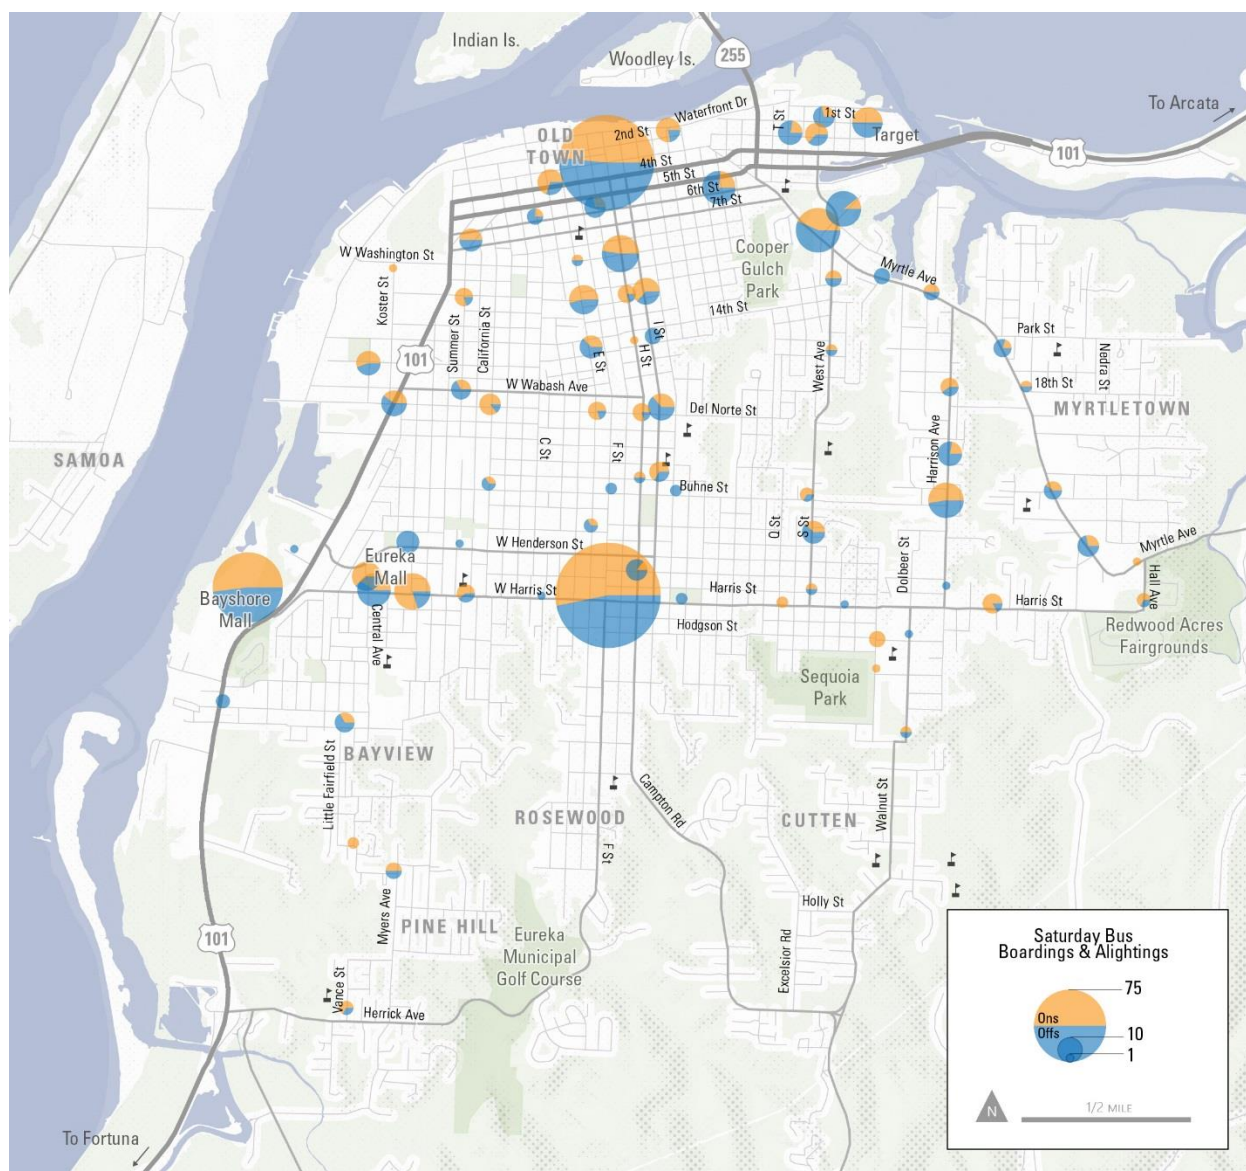 Indian Is.
Woodley Is.
255
To Arcata
Waterfront Dr
2nd St
OLD
TOWN
T St
1st St
Target
101
4th St
5th St
6th St
7th St
W Washington St
Koster St
Cooper
Gulch
Park
Myrtle Ave
14th St
Summer St
California St
101
E St
H St
I St
West Ave
Park St
Nedra St
18th St
W Wabash Ave
Del Norte St
MYRTLETOWN
SAMOA
C St
F St
Buhne St
Harrison Ave
Q St
S St
Dolbeer St
W Henderson St
Eureka
Mall
Myrtle Ave
Bayshore
Mall
W Harris St
Harris St
Harris St
Hall Ave
Central Ave
Hodgson St
Redwood Acres
Fairgrounds
Sequoia
Park
Little Fairfield St
BAYVIEW
ROSEWOOD
Campton Rd
CUTTEN
Walnut St
F St
Myers Ave
PINE HILL
Holly St
Eureka
Municipal
Golf Course
Excelsior Rd
101
Vance St
Herrick Ave
To Fortuna
Saturday Bus
Boardings & Alightings
75
Ons
Offs
10
1
N
1/2 MILE